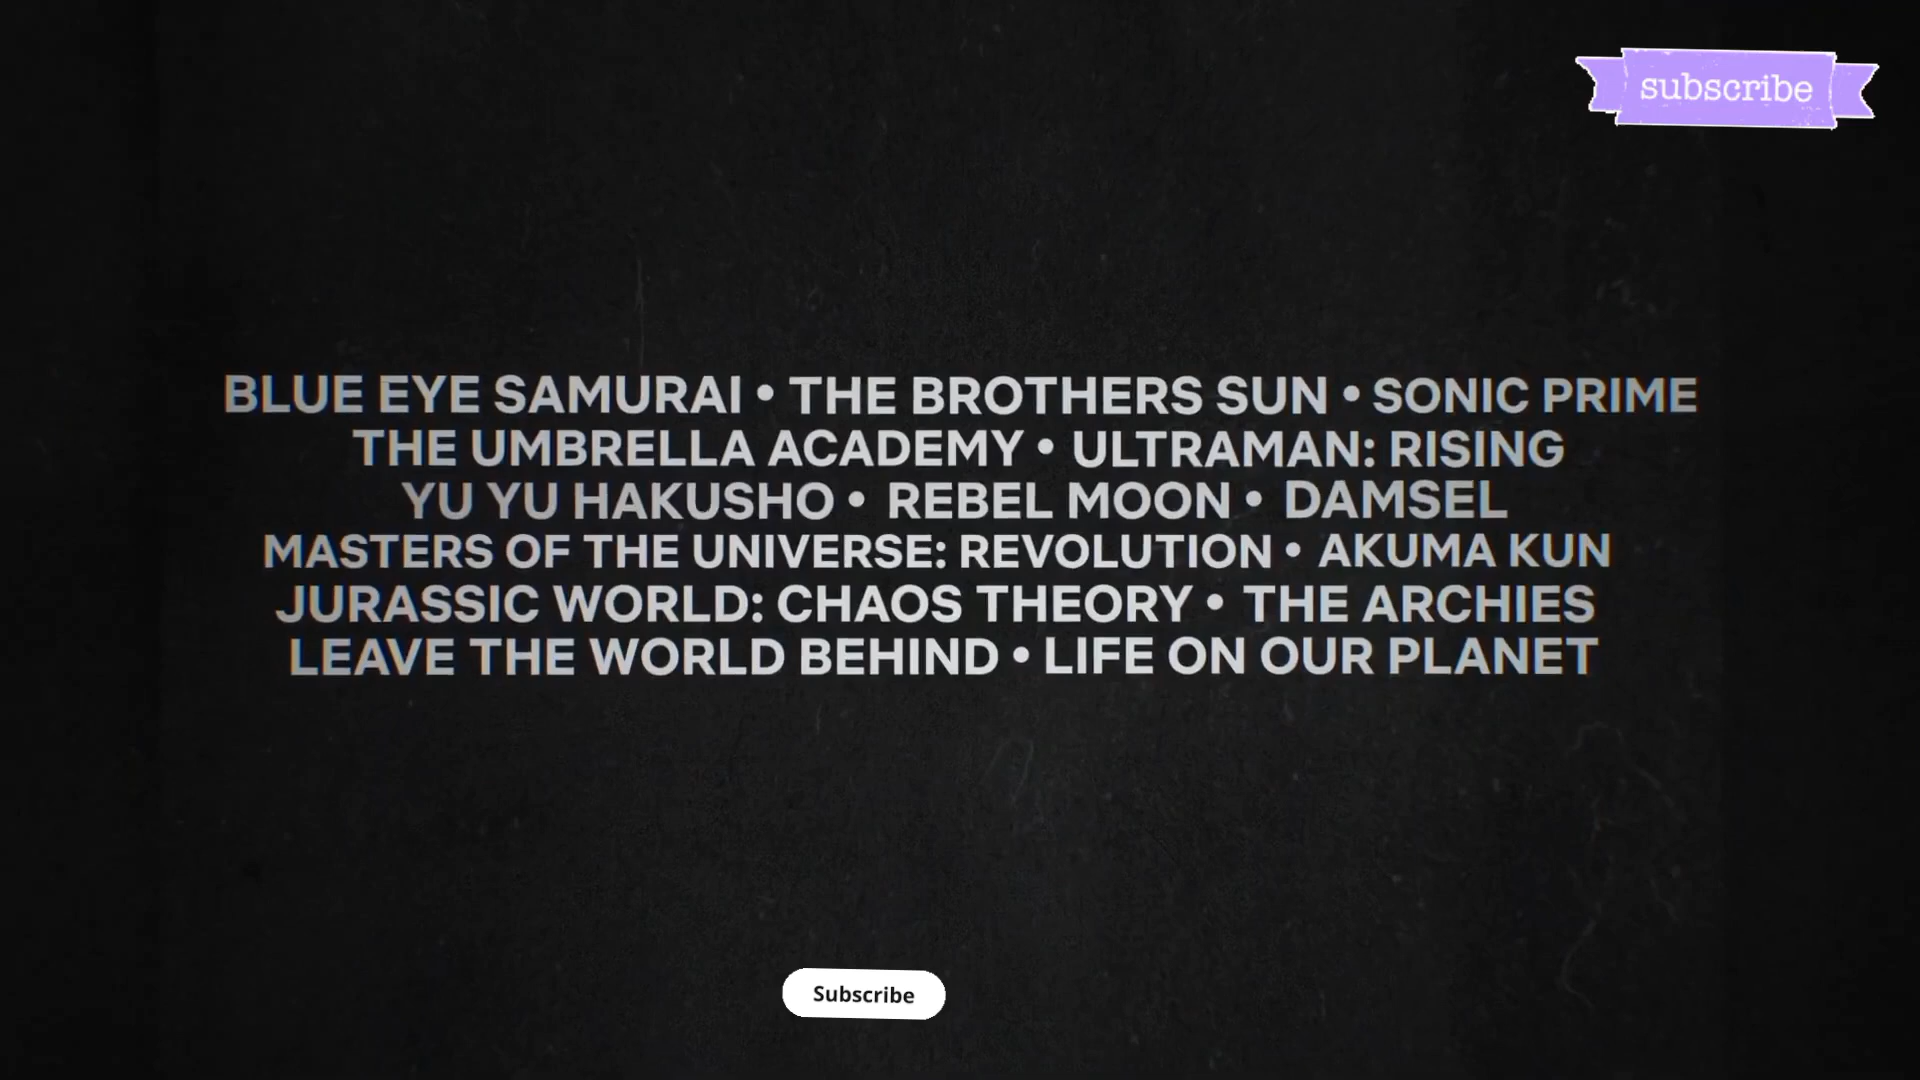 subscribe
BLUE EYE SAMURAI • THE BROTHERS SUN • SONIC PRIME
THE UMBRELLA ACADEMY • ULTRAMAN: RISING
YU YU HAKUSHO • REBEL MOON • DAMSEL
MASTERS OF THE UNIVERSE: REVOLUTION • AKUMA KUN
JURASSIC WORLD: CHAOS THEORY • THE ARCHIES
LEAVE THE WORLD BEHIND • LIFE ON OUR PLANET
Subscribe